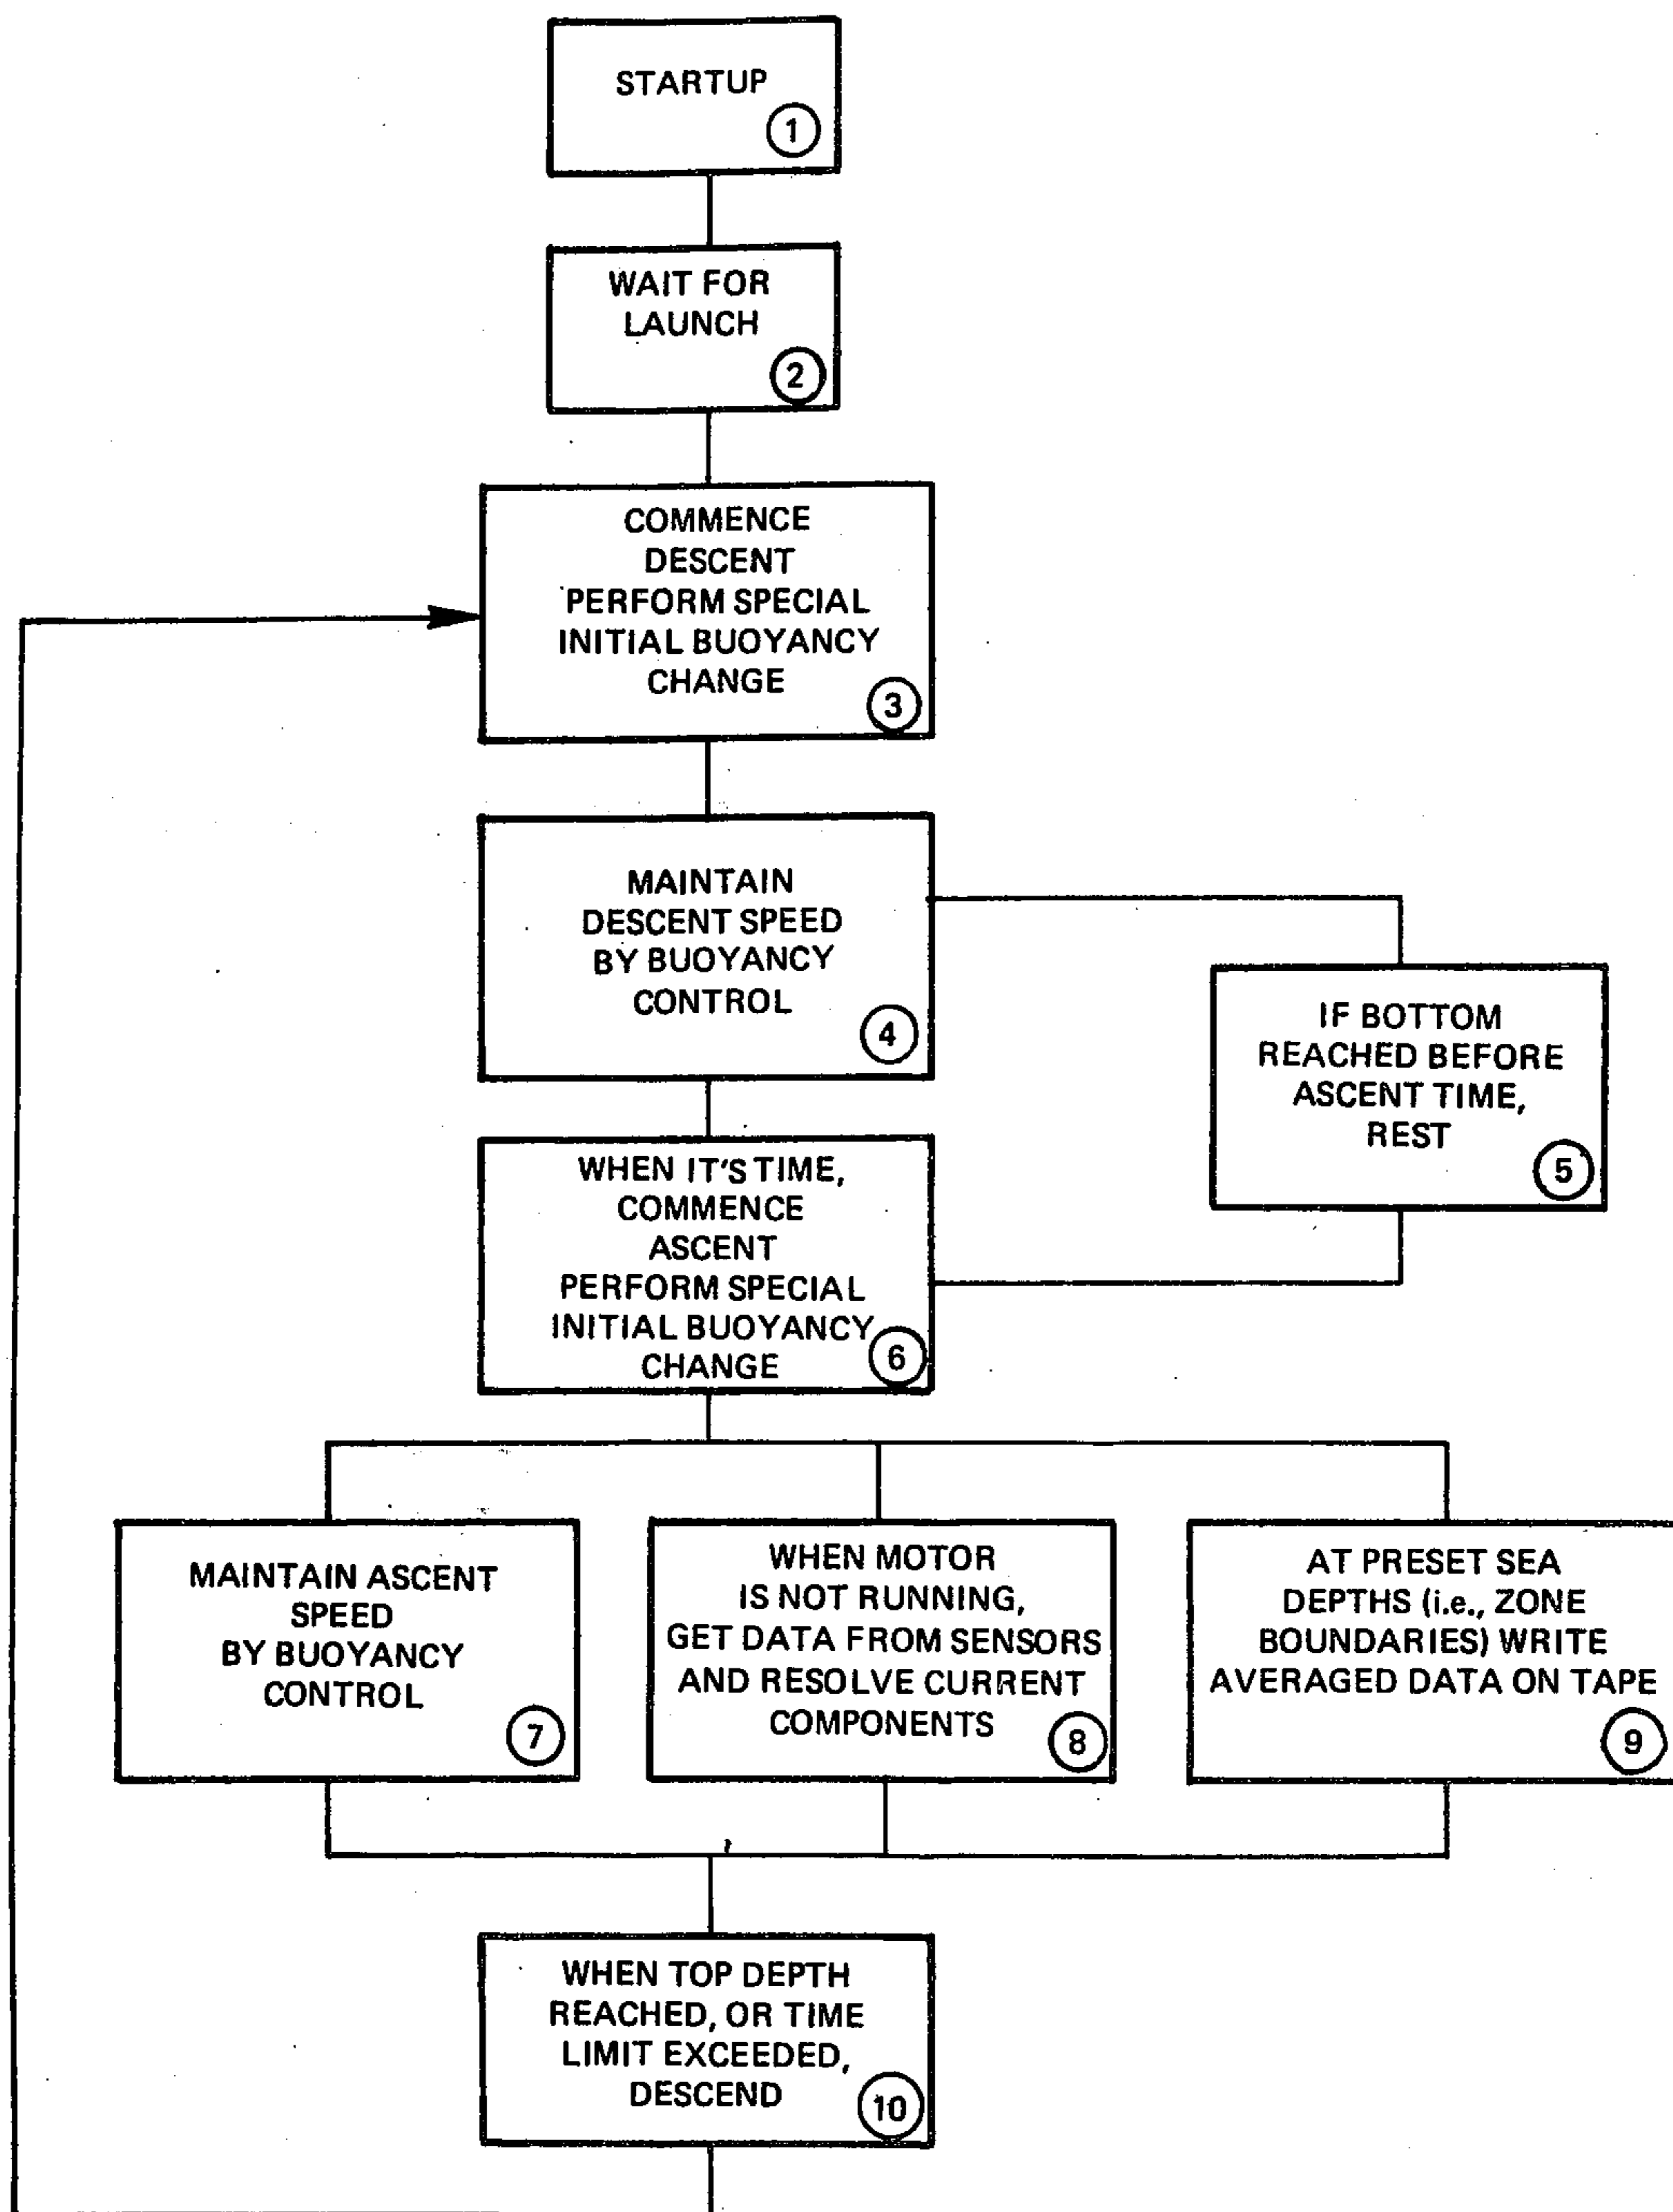 STARTUP
1
WAIT FOR
LAUNCH
2
COMMENCE
DESCENT
PERFORM SPECIAL
INITIAL BUOYANCY
CHANGE
3
MAINTAIN
DESCENT SPEED
BY BUOYANCY
CONTROL
4
IF BOTTOM
REACHED BEFORE
ASCENT TIME,
REST
5
WHEN IT'S TIME,
COMMENCE
ASCENT
PERFORM SPECIAL
INITIAL BUOYANCY
CHANGE
6
MAINTAIN ASCENT
SPEED
BY BUOYANCY
CONTROL
7
WHEN MOTOR
IS NOT RUNNING,
GET DATA FROM SENSORS
AND RESOLVE CURRENT
COMPONENTS
8
AT PRESET SEA
DEPTHS (i.e., ZONE
BOUNDARIES) WRITE
AVERAGED DATA ON TAPE
9
WHEN TOP DEPTH
REACHED, OR TIME
LIMIT EXCEEDED,
DESCEND
10